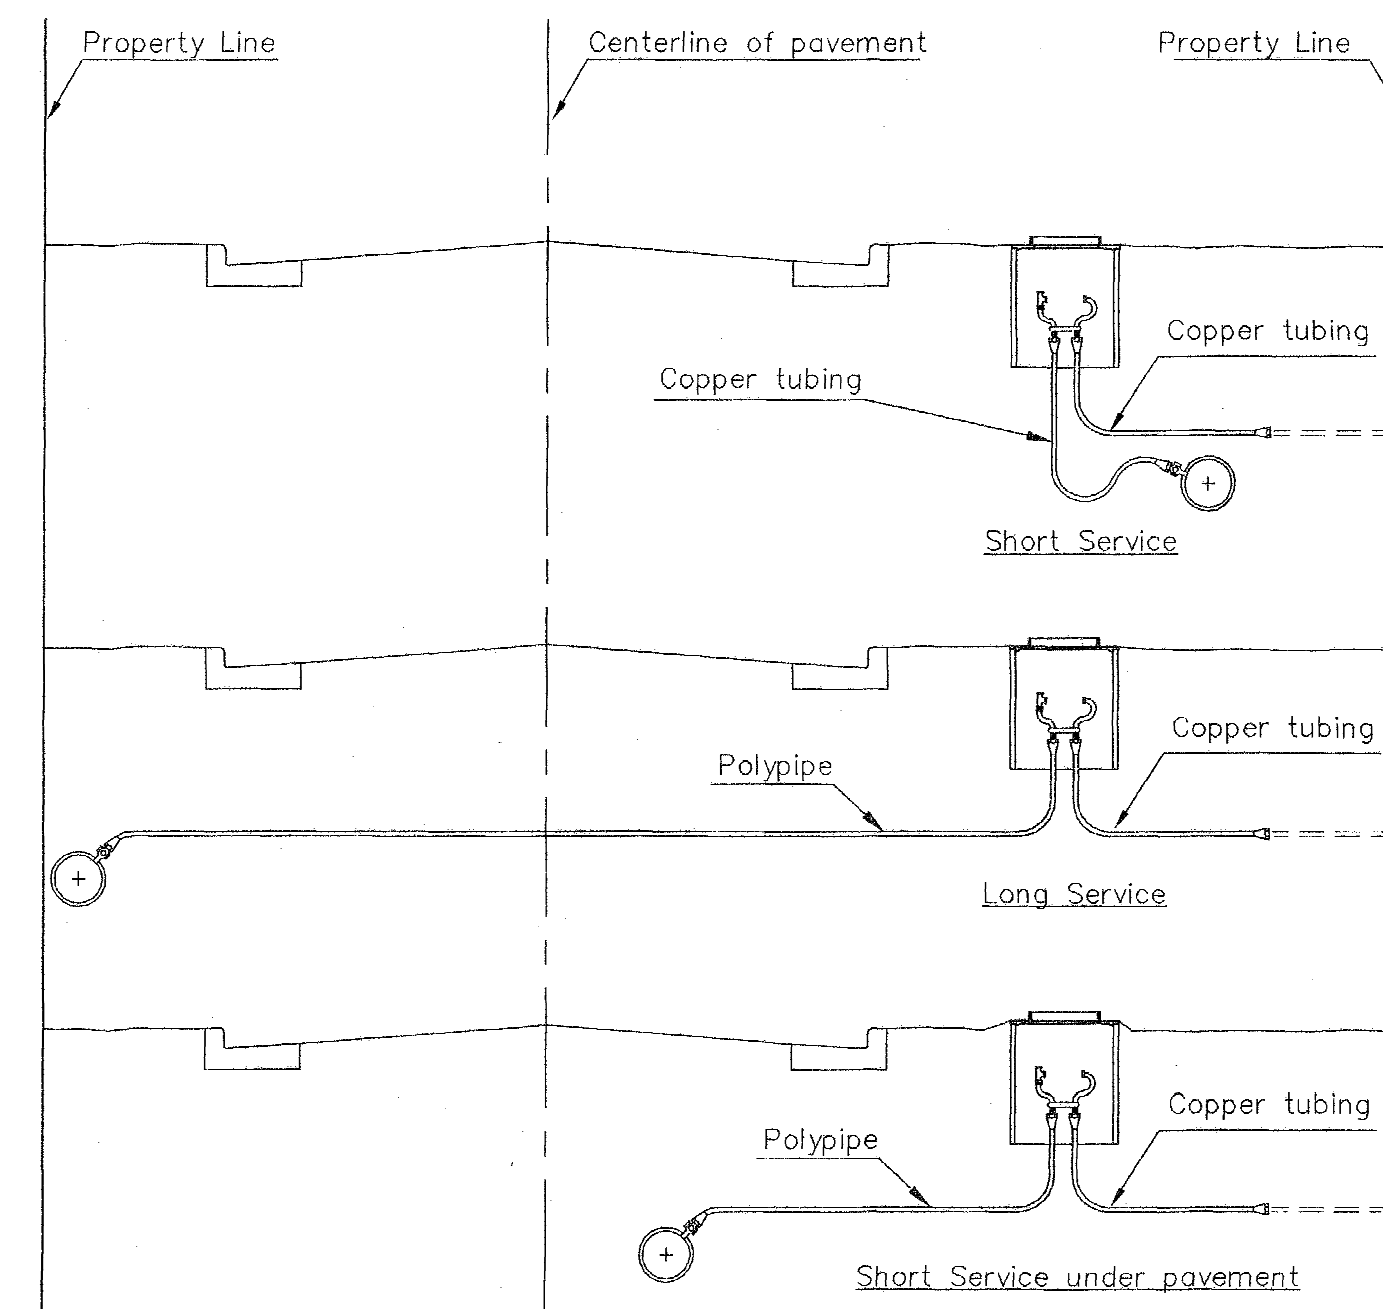 Property Line
Centerline of pavement
Property Line
Copper tubing
Copper tubing
Short Service
Copper tubing
Polypipe
Long Service
Copper tubing
Polypipe
Short Service under pavement